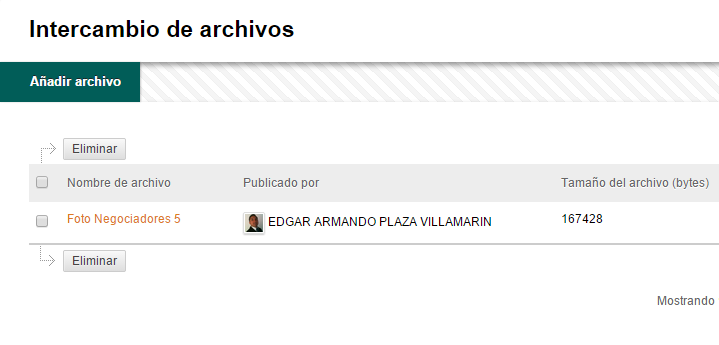 Intercambio de archivos
Añadir archivo
Eliminar
Nombre de archivo Publicado por Tamaño del archivo (bytes)
Foto Negociadores 5 EDGAR ARMANDO PLAZA VILLAMARIN 167428
Eliminar
Mostrando